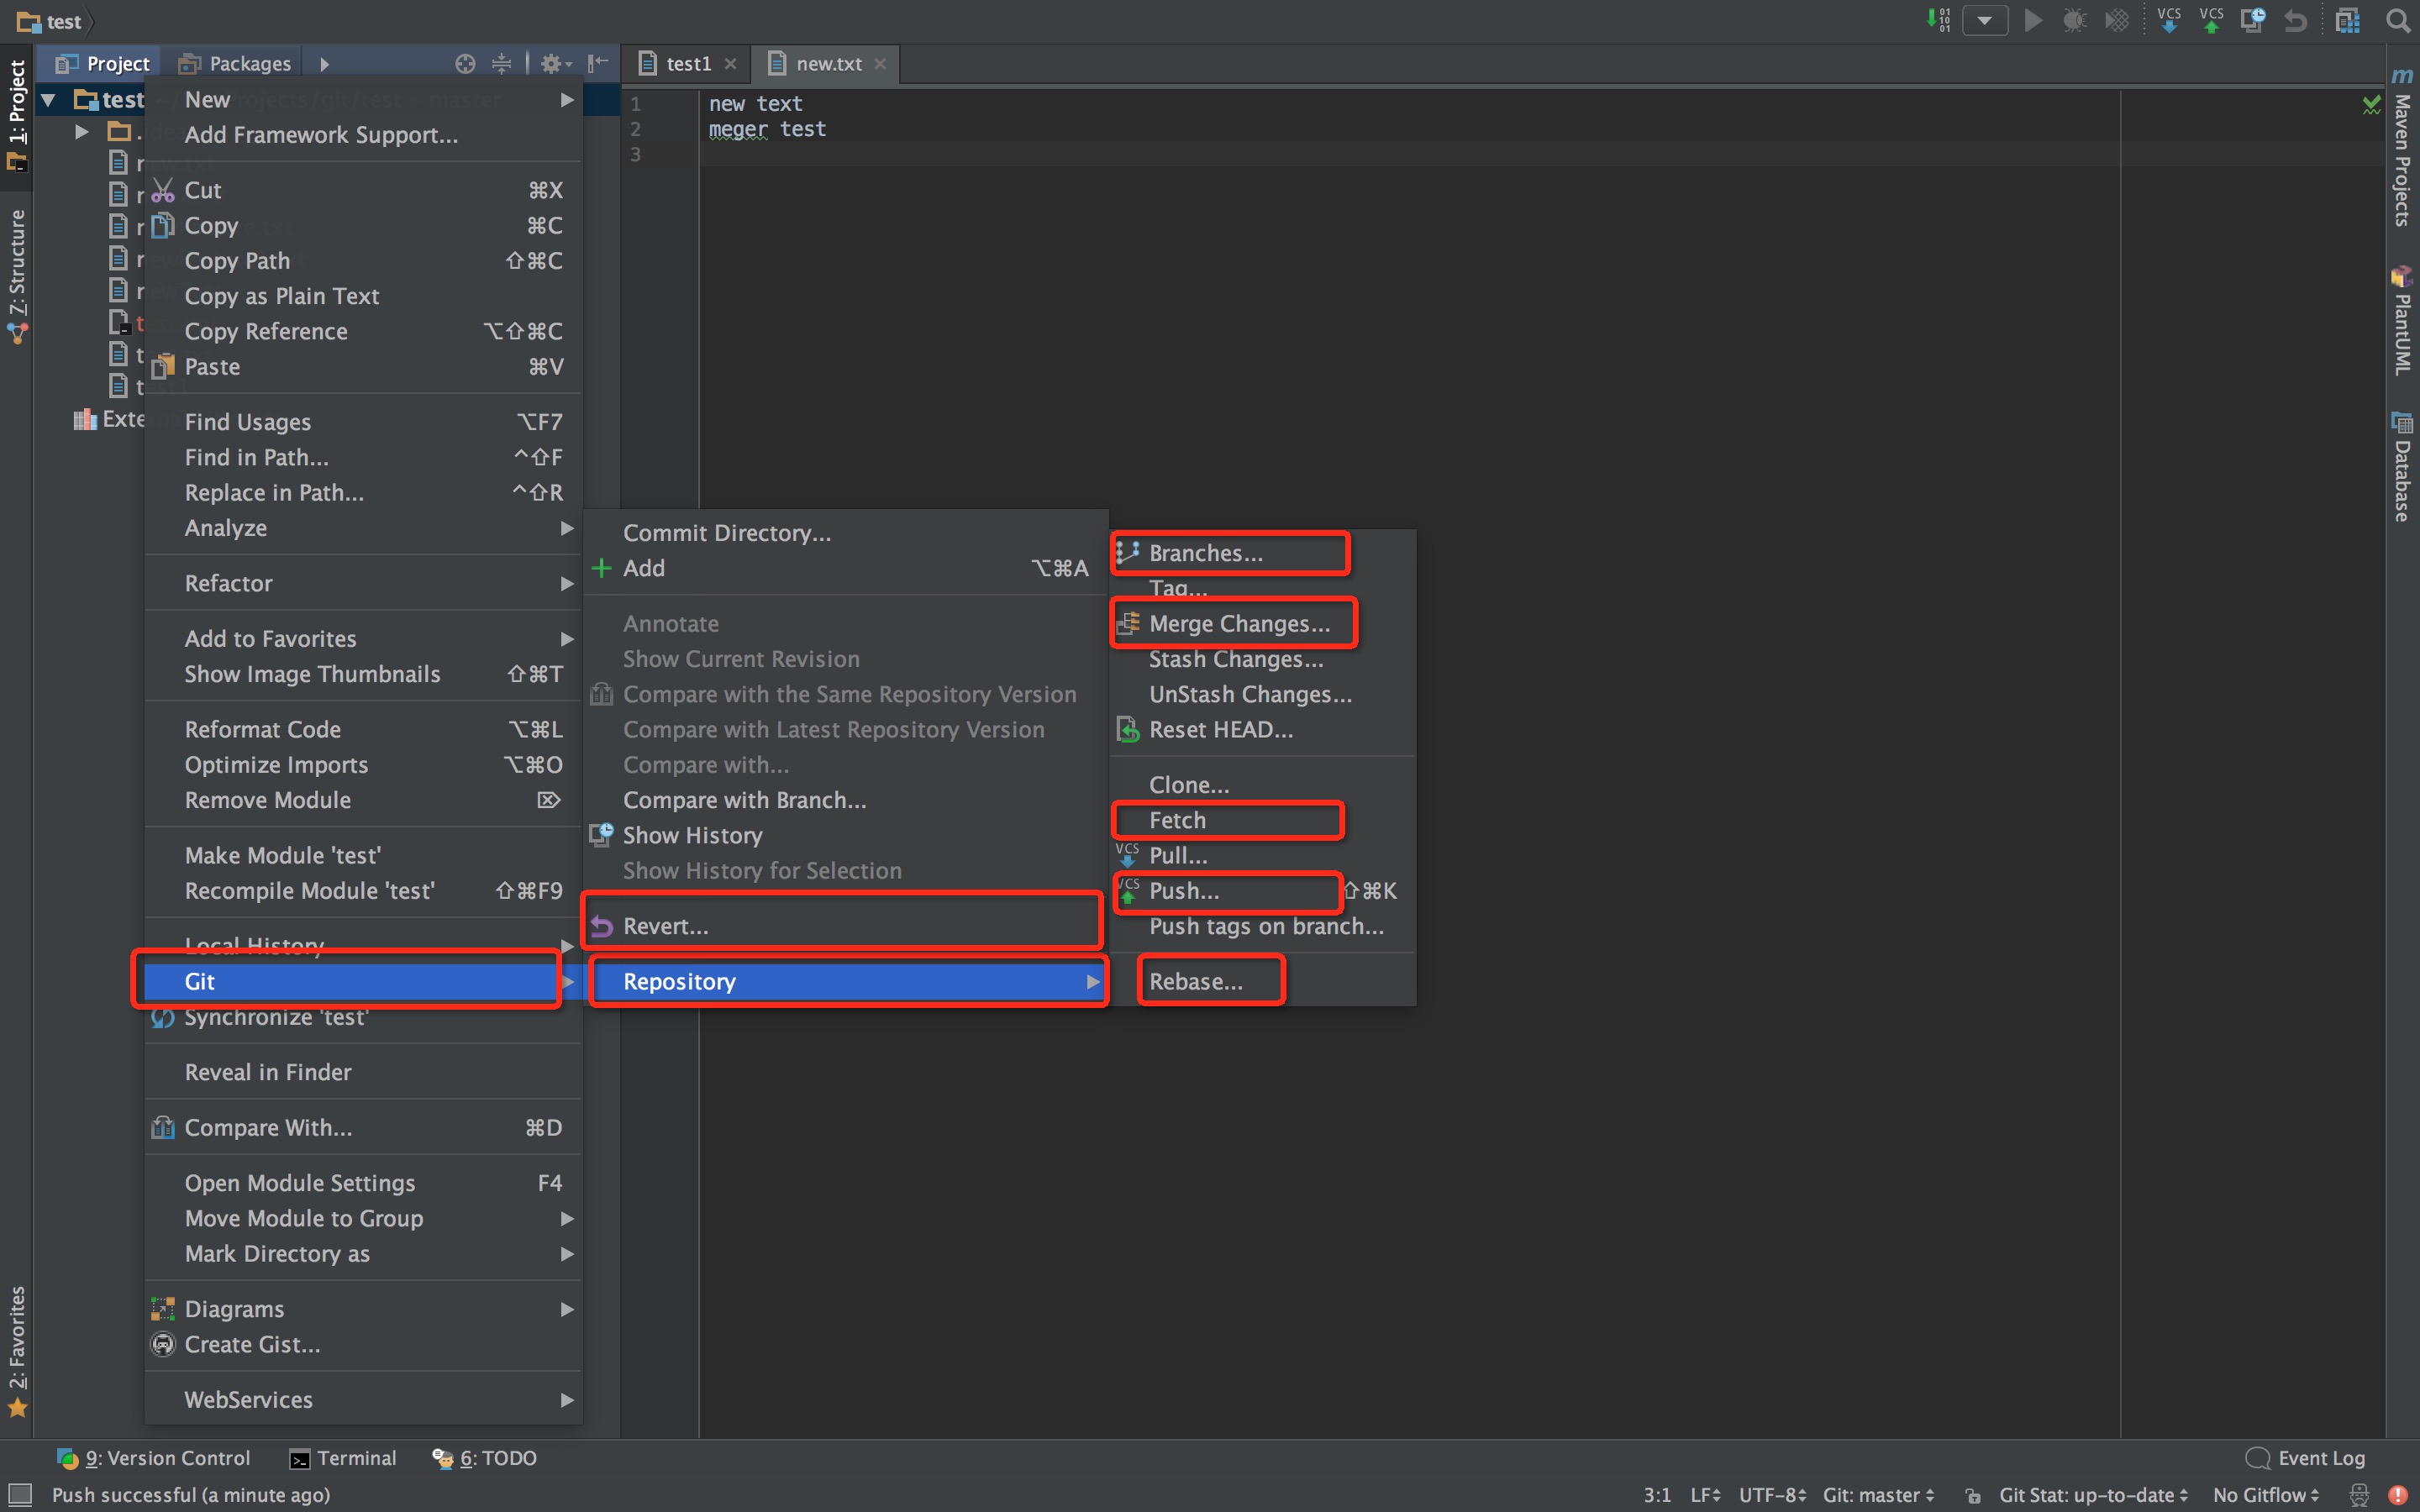 test
Project
Packages
test1
new.txt
1: Project
Z: Structure
2: Favorites
test
1 new text
2 meger test
3
New
Add Framework Support...
Cut ⌘X
Copy ⌘C
Copy Path ⇧⌘C
Copy as Plain Text
Copy Reference ⌥⇧⌘C
Paste ⌘V
Find Usages ⌥F7
Find in Path... ^⇧F
Replace in Path... ^⇧R
Analyze
Refactor
Add to Favorites
Show Image Thumbnails ⇧⌘T
Reformat Code ⌥⌘L
Optimize Imports ⌥⌘O
Remove Module ⌦
Make Module 'test'
Recompile Module 'test' ⇧⌘F9
Local History
Git
Synchronize 'test'
Reveal in Finder
Compare With... ⌘D
Open Module Settings F4
Move Module to Group
Mark Directory as
Diagrams
Create Gist...
WebServices
Commit Directory...
Add ⌥⌘A
Annotate
Show Current Revision
Compare with the Same Repository Version
Compare with Latest Repository Version
Compare with...
Compare with Branch...
Show History
Show History for Selection
Revert...
Repository
Branches...
Tag...
Merge Changes...
Stash Changes...
UnStash Changes...
Reset HEAD...
Clone...
Fetch
VCS Pull...
VCS Push... ⇧⌘K
Push tags on branch...
Rebase...
VCS
VCS
m
Maven Projects
PlantUML
Database
9: Version Control
Terminal
6: TODO
Event Log
Push successful (a minute ago)
3:1
LF
UTF-8
Git: master
Git Stat: up-to-date
No Gitflow